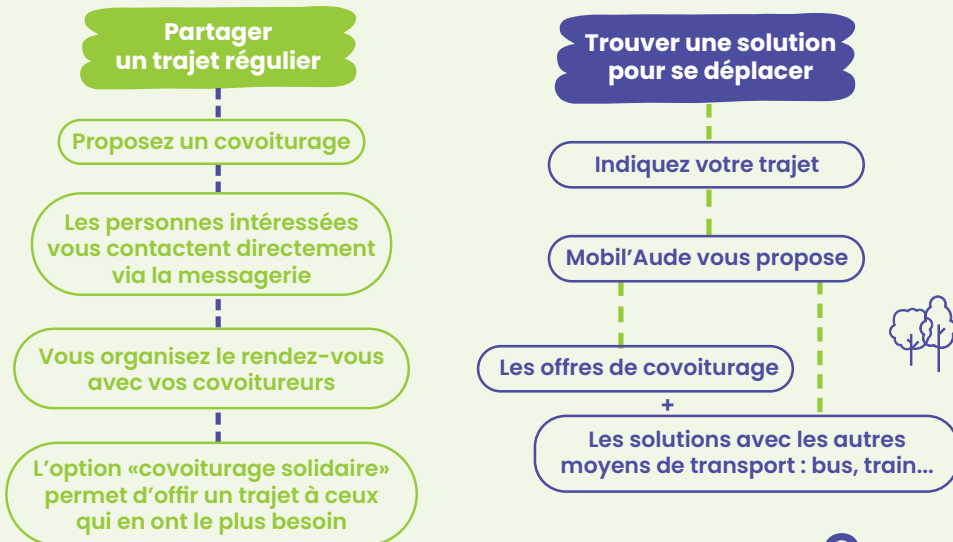 Partager
un trajet régulier
Proposez un covoiturage
Les personnes intéressées
vous contactent directement
via la messagerie
Vous organisez le rendez-vous
avec vos covoitureurs
L'option «covoiturage solidaire»
permet d'offir un trajet à ceux
qui en ont le plus besoin
Trouver une solution
pour se déplacer
Indiquez votre trajet
Mobil'Aude vous propose
Les offres de covoiturage
+
Les solutions avec les autres
moyens de transport : bus, train...